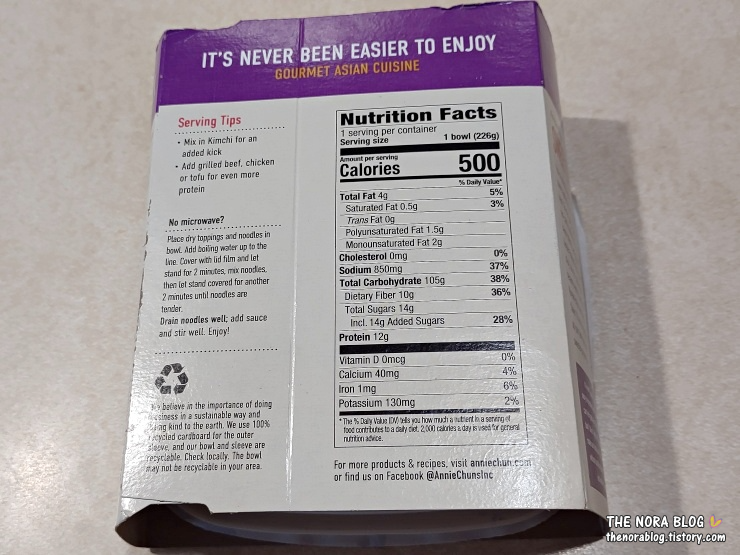 IT'S NEVER BEEN EASIER TO ENJOY
GOURMET ASIAN CUISINE
Serving Tips
• Mix in Kimchi for an
added kick
• Add grilled beef, chicken
or tofu for even more
protein
No microwave?
Place dry toppings and noodles in
bowl. Add boiling water up to the
line. Cover with lid film and let
stand for 2 minutes, mix noodles,
then let stand covered for another
2 minutes until noodles are
tender.
Drain noodles well; add sauce
and stir well. Enjoy!
We believe in the importance of doing
business in a sustainable way and
being kind to the earth. We use 100%
recycled cardboard for the outer
sleeve, and our bowl and sleeve are
recyclable. Check locally. The bowl
may not be recyclable in your area.
Nutrition Facts
1 serving per container
Serving size 1 bowl (226g)
Amount per serving
Calories 500
% Daily Value*
Total Fat 4g 5%
Saturated Fat 0.5g 3%
Trans Fat 0g
Polyunsaturated Fat 1.5g
Monounsaturated Fat 2g
Cholesterol 0mg 0%
Sodium 850mg 37%
Total Carbohydrate 105g 38%
Dietary Fiber 10g 36%
Total Sugars 14g
Incl. 14g Added Sugars 28%
Protein 12g
Vitamin D 0mcg 0%
Calcium 40mg 4%
Iron 1mg 6%
Potassium 130mg 2%
*The % Daily Value (DV) tells you how much a nutrient in a serving of
food contributes to a daily diet. 2,000 calories a day is used for general
nutrition advice.
For more products & recipes, visit anniechun.com
or find us on Facebook @AnnieChunsInc
THE NORA BLOG
thenorablog.tistory.com